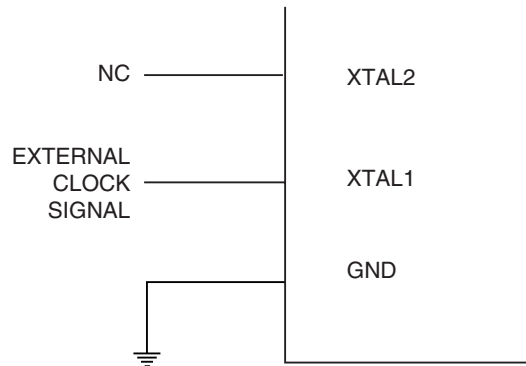 NC
XTAL2
EXTERNAL
CLOCK
SIGNAL
XTAL1
GND